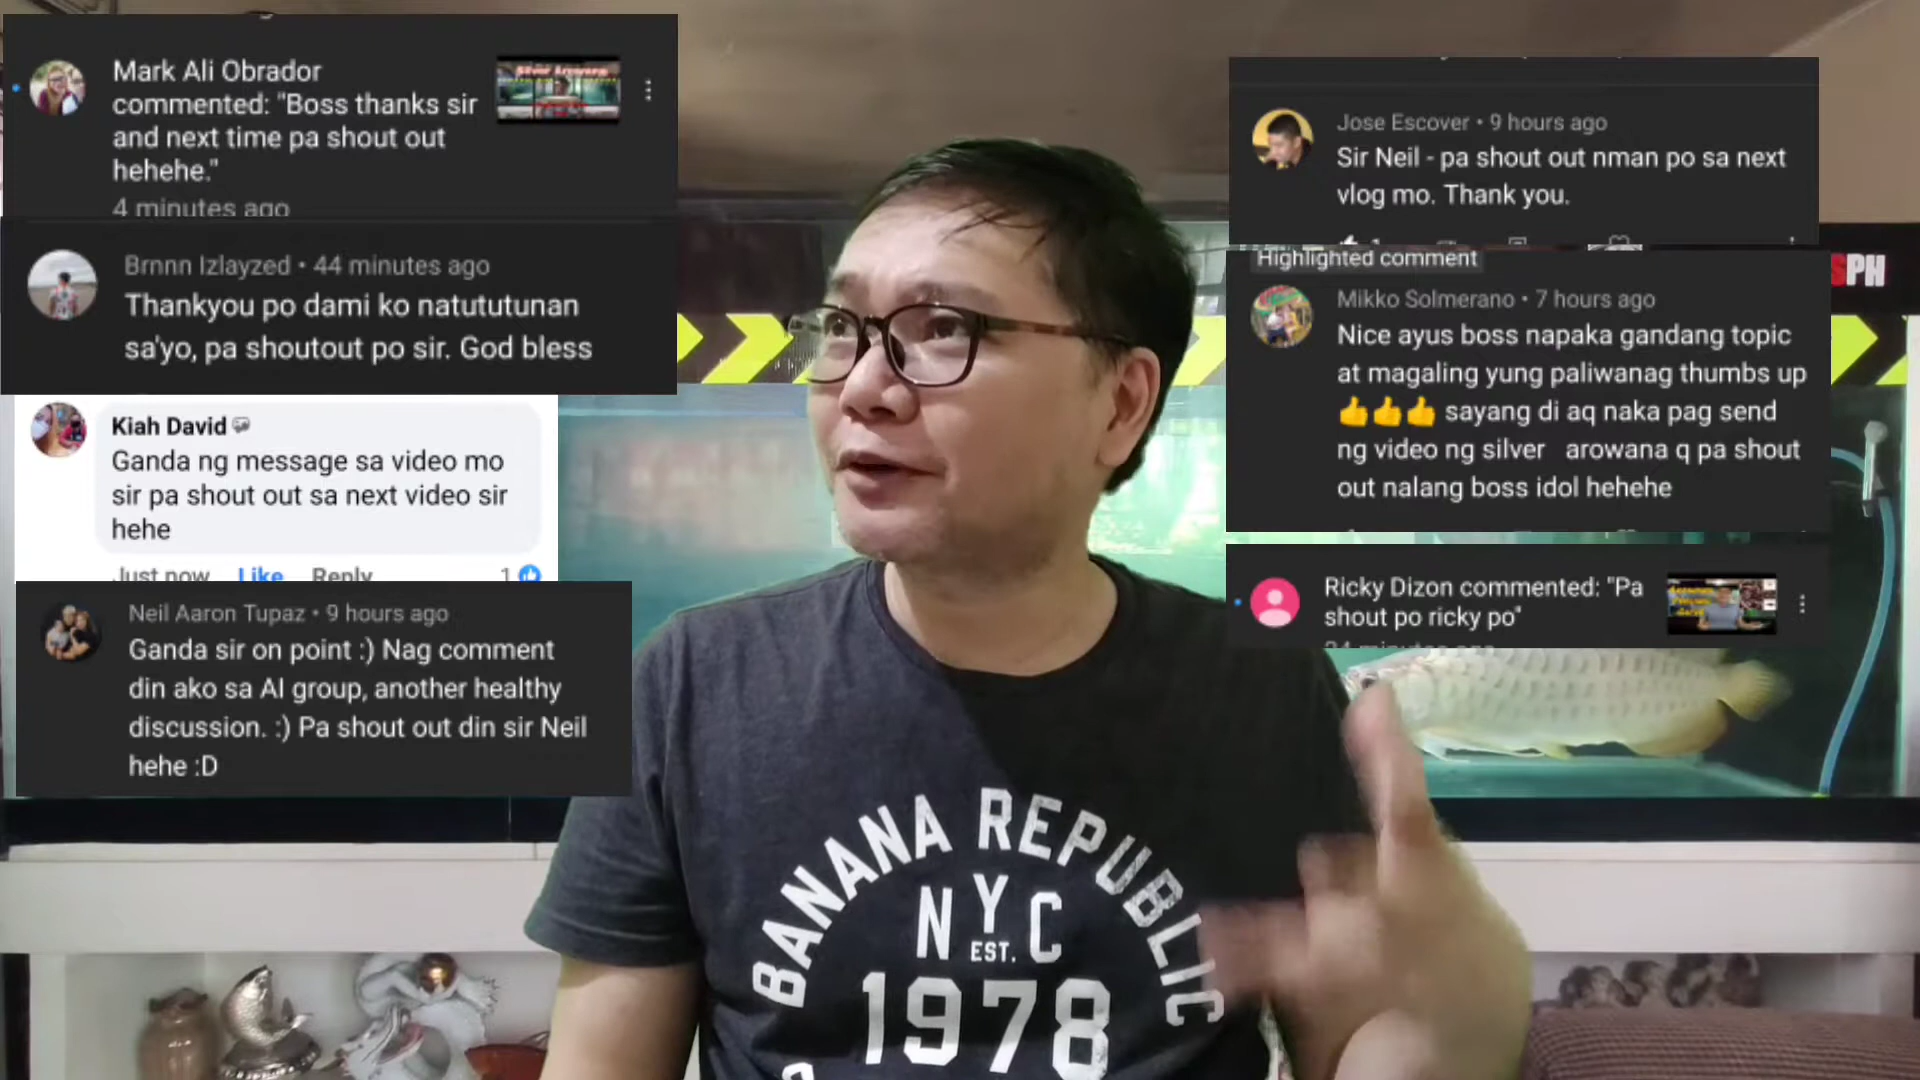 Mark Ali Obrador
commented: "Boss thanks sir
and next time pa shout out
hehehe."
4 minutes ago
Brnnn Izlayzed • 44 minutes ago
Thankyou po dami ko natututunan
sa'yo, pa shoutout po sir. God bless
Kiah David
Ganda ng message sa video mo
sir pa shout out sa next video sir
hehe
Just now Like Reply 1
Neil Aaron Tupaz • 9 hours ago
Ganda sir on point :) Nag comment
din ako sa AI group, another healthy
discussion. :) Pa shout out din sir Neil
hehe :D
Jose Escover • 9 hours ago
Sir Neil - pa shout out nman po sa next
vlog mo. Thank you.
Highlighted comment
Mikko Solmerano • 7 hours ago
Nice ayus boss napaka gandang topic
at magaling yung paliwanag thumbs up
👍👍👍 sayang di aq naka pag send
ng video ng silver arowana q pa shout
out nalang boss idol hehehe
Ricky Dizon commented: "Pa
shout po ricky po"
SPH
BANANA REPUBLIC
NYC
EST.
1978